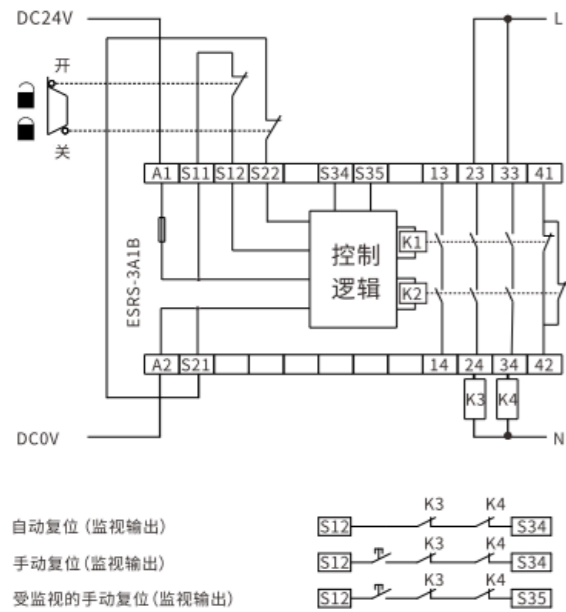 DC24V L
开
关
A1 S11 S12 S22 S34 S35 13 23 33 41
ESRS-3A1B
控制
逻辑
K1
K2
A2 S21 14 24 34 42
K3 K4
DC0V N
K3 K4
自动复位(监视输出) S12 S34
K3 K4
手动复位(监视输出) S12 S34
K3 K4
受监视的手动复位(监视输出) S12 S35